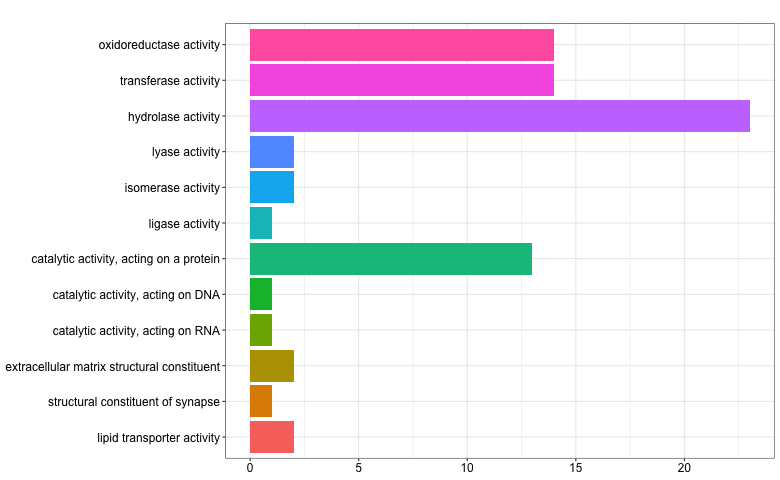 oxidoreductase activity
transferase activity
hydrolase activity
lyase activity
isomerase activity
ligase activity
catalytic activity, acting on a protein
catalytic activity, acting on DNA
catalytic activity, acting on RNA
extracellular matrix structural constituent
structural constituent of synapse
lipid transporter activity
0 5 10 15 20